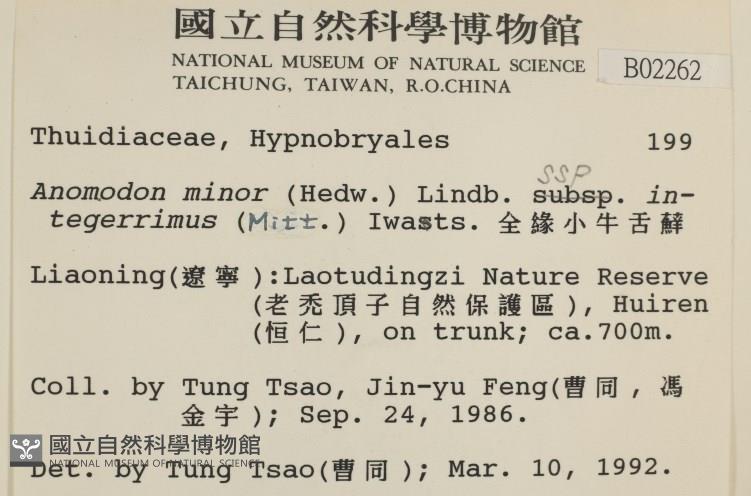 國立自然科學博物館
NATIONAL MUSEUM OF NATURAL SCIENCE
TAICHUNG, TAIWAN, R.O.CHINA
B02262
Thuidiaceae, Hypnobryales 199
ssp
Anomodon minor (Hedw.) Lindb. subsp. in-
tegerrimus (Mitt.) Iwasts. 全緣小牛舌蘚
Liaoning(遼寧):Laotudingzi Nature Reserve
(老禿頂子自然保護區), Huiren
(恒仁), on trunk; ca.700m.
Coll. by Tung Tsao, Jin-yu Feng(曹同,馮
金宇); Sep. 24, 1986.
國立自然科學博物館
NATIONAL MUSEUM OF NATURAL SCIENCE
Det. by Tung Tsao(曹同); Mar. 10, 1992.